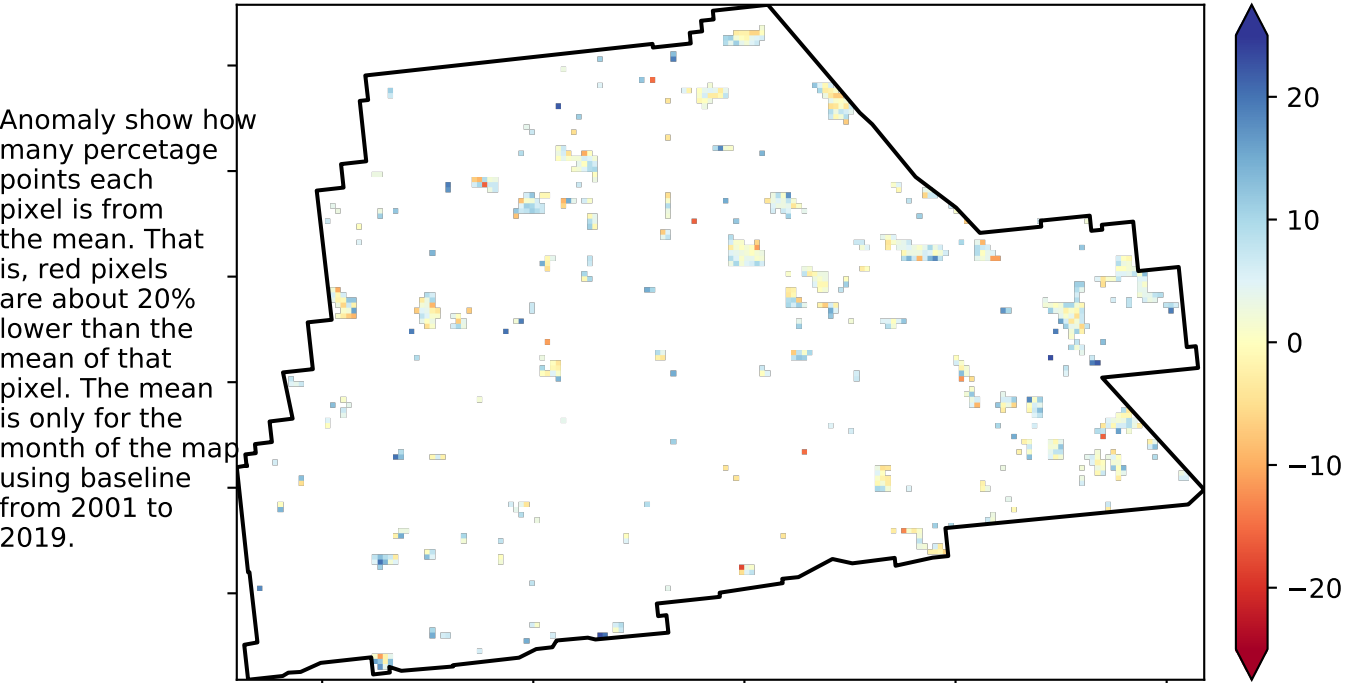 Anomaly show how
many percetage
points each
pixel is from
the mean. That
is, red pixels
are about 20%
lower than the
mean of that
pixel. The mean
is only for the
month of the map
using baseline
from 2001 to
2019.
20
10
0
−10
−20